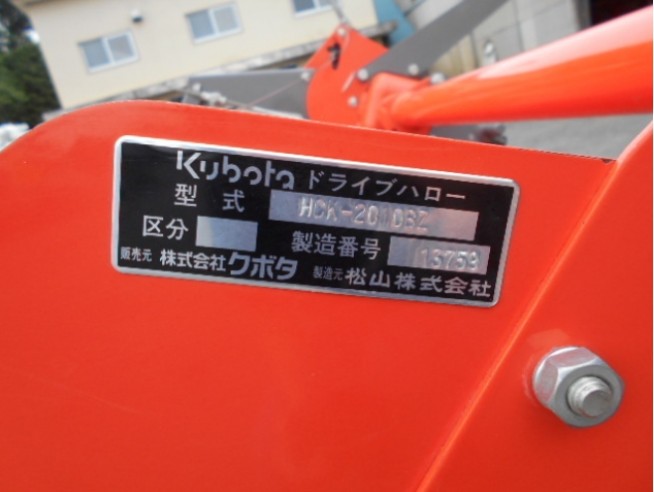 Kubota ドライブハロー
型式 HCK-2010BZ
区分 製造番号 13759
販売元 株式会社クボタ 製造元 松山株式会社